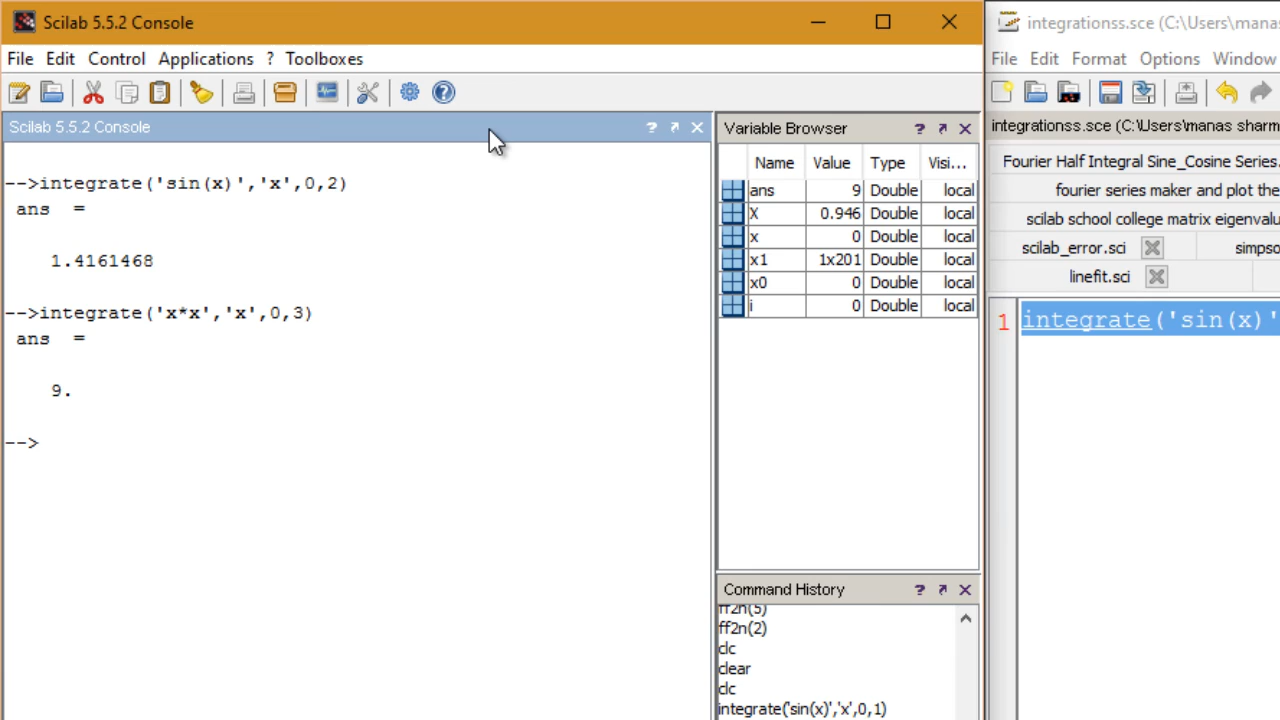 Scilab 5.5.2 Console
File Edit Control Applications ? Toolboxes
Scilab 5.5.2 Console
-->integrate('sin(x)','x',0,2)
ans =
1.4161468
-->integrate('x*x','x',0,3)
ans =
9.
-->
Variable Browser
Name Value Type Visi...
ans 9 Double local
X 0.946 Double local
x 0 Double local
x1 1x201 Double local
x0 0 Double local
i 0 Double local
Command History
ff2n(5)
ff2n(2)
clc
clear
clc
integrate('sin(x)','x',0,1)
integrationss.sce (C:\Users\manas
File Edit Format Options Window
integrationss.sce (C:\Users\manas sharm
Fourier Half Integral Sine_Cosine Series.
fourier series maker and plot the
scilab school college matrix eigenvalu
scilab_error.sci simpso
linefit.sci
1 integrate('sin(x)'